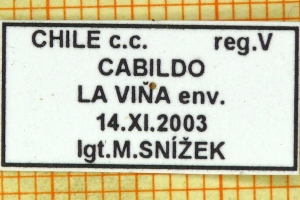 CHILE c.c. reg.V
CABILDO
LA VIÑA env.
14.XI.2003
lgt.M.SNÍŽEK